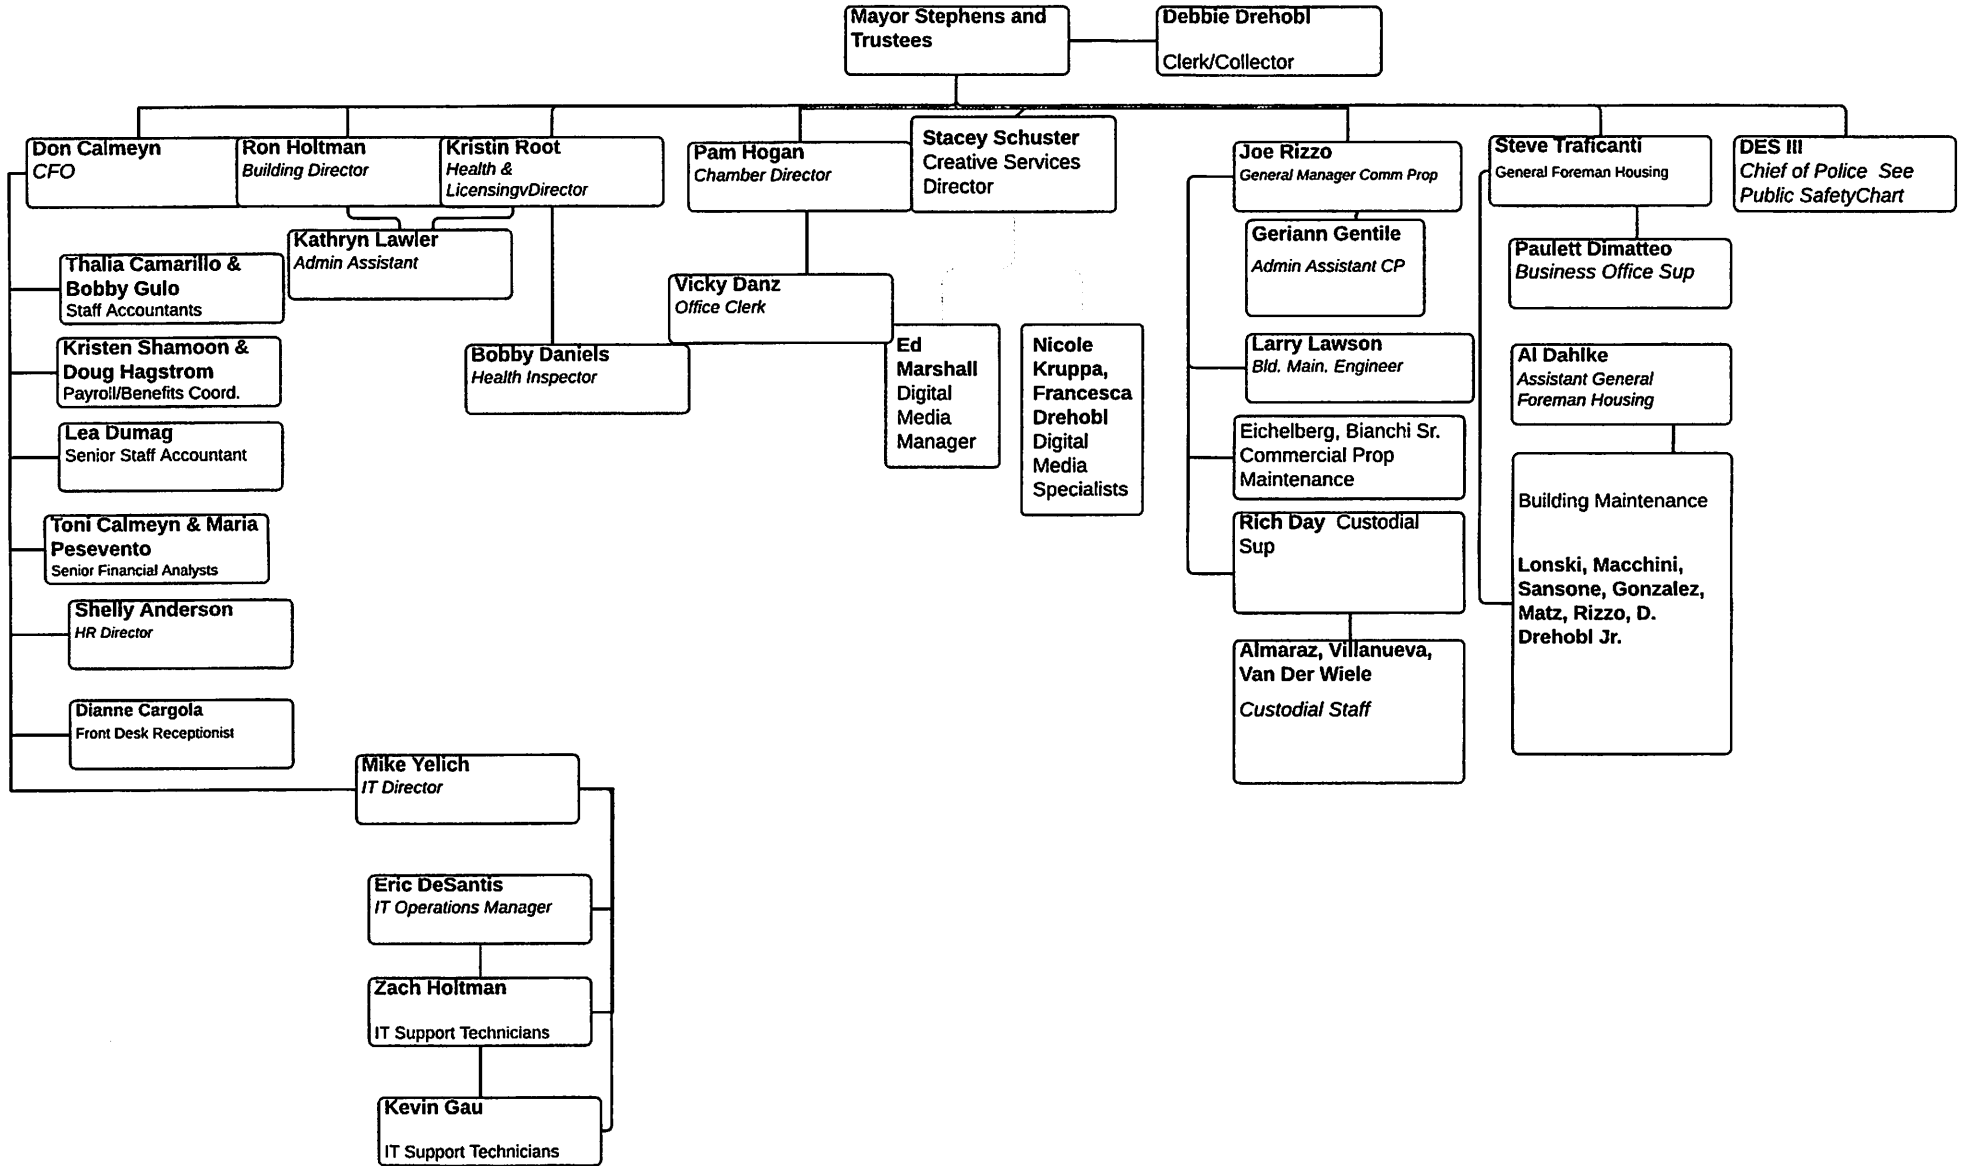 Mayor Stephens and
Trustees
Debbie Drehobl
Clerk/Collector
Don Calmeyn
CFO
Ron Holtman
Building Director
Kristin Root
Health &
LicensingvDirector
Pam Hogan
Chamber Director
Stacey Schuster
Creative Services
Director
Joe Rizzo
General Manager Comm Prop
Steve Traficanti
General Foreman Housing
DES III
Chief of Police See
Public SafetyChart
Kathryn Lawler
Admin Assistant
Thalia Camarillo &
Bobby Gulo
Staff Accountants
Kristen Shamoon &
Doug Hagstrom
Payroll/Benefits Coord.
Lea Dumag
Senior Staff Accountant
Toni Calmeyn & Maria
Pesevento
Senior Financial Analysts
Shelly Anderson
HR Director
Dianne Cargola
Front Desk Receptionist
Bobby Daniels
Health Inspector
Vicky Danz
Office Clerk
Ed
Marshall
Digital
Media
Manager
Nicole
Kruppa,
Francesca
Drehobl
Digital
Media
Specialists
Geriann Gentile
Admin Assistant CP
Larry Lawson
Bld. Main. Engineer
Eichelberg, Bianchi Sr.
Commercial Prop
Maintenance
Rich Day Custodial
Sup
Almaraz, Villanueva,
Van Der Wiele
Custodial Staff
Paulett Dimatteo
Business Office Sup
Al Dahlke
Assistant General
Foreman Housing
Building Maintenance
Lonski, Macchini,
Sansone, Gonzalez,
Matz, Rizzo, D.
Drehobl Jr.
Mike Yelich
IT Director
Eric DeSantis
IT Operations Manager
Zach Holtman
IT Support Technicians
Kevin Gau
IT Support Technicians